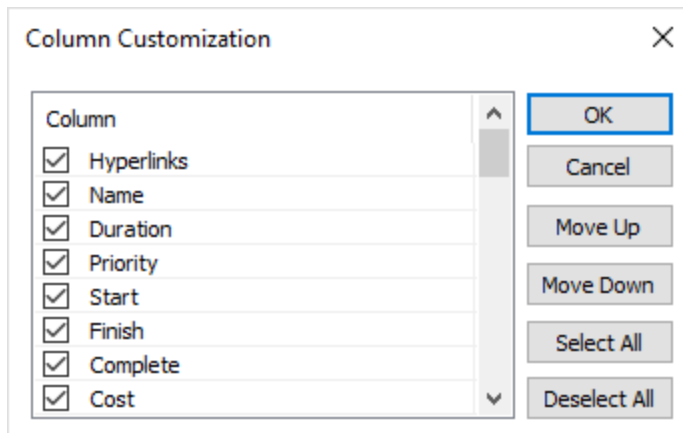 Column Customization
Column
Hyperlinks
Name
Duration
Priority
Start
Finish
Complete
Cost
OK
Cancel
Move Up
Move Down
Select All
Deselect All